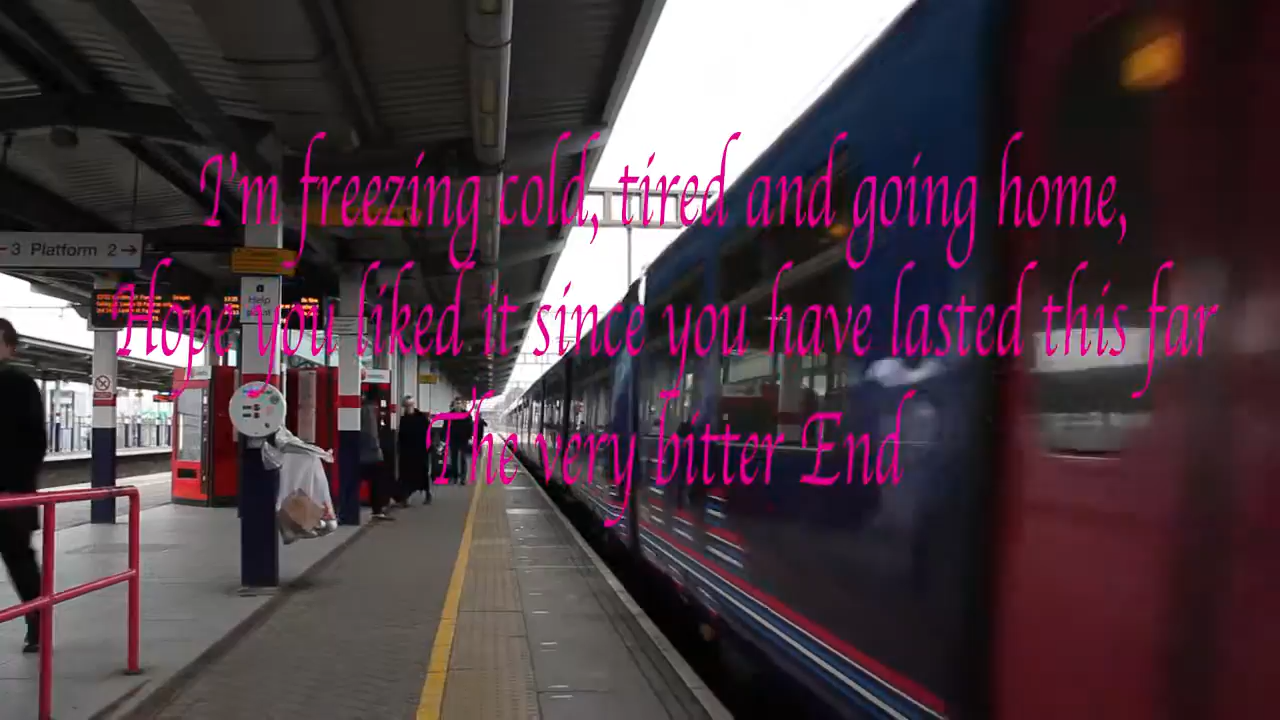 I'm freezing cold, tired and going home,
Hope you liked it since you have lasted this far
The very bitter End
← 3 Platform 2 →
Help